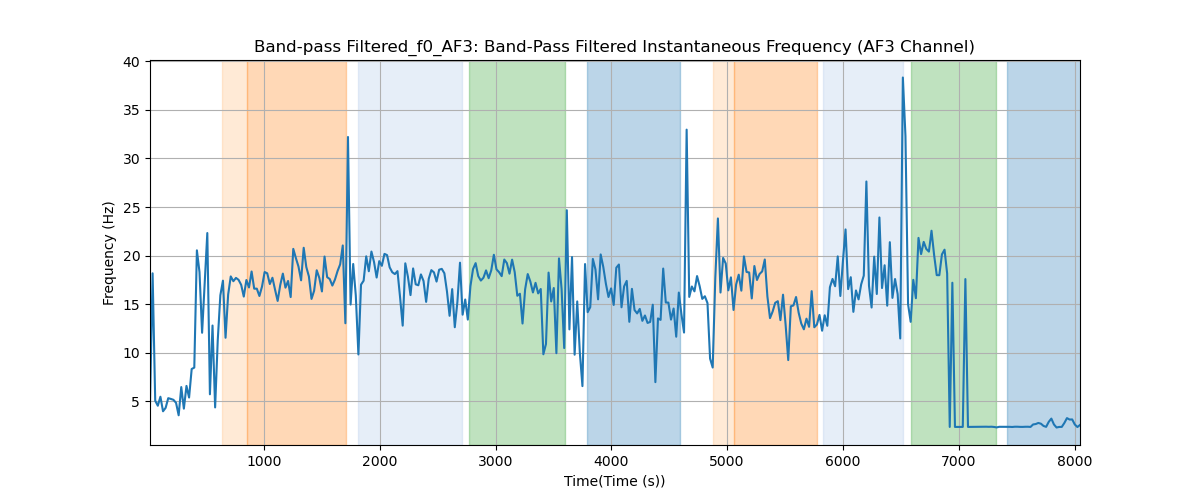 Band-pass Filtered_f0_AF3: Band-Pass Filtered Instantaneous Frequency (AF3 Channel)
40
35
30
25
20
15
10
5
Frequency (Hz)
1000 2000 3000 4000 5000 6000 7000 8000
Time(Time (s))